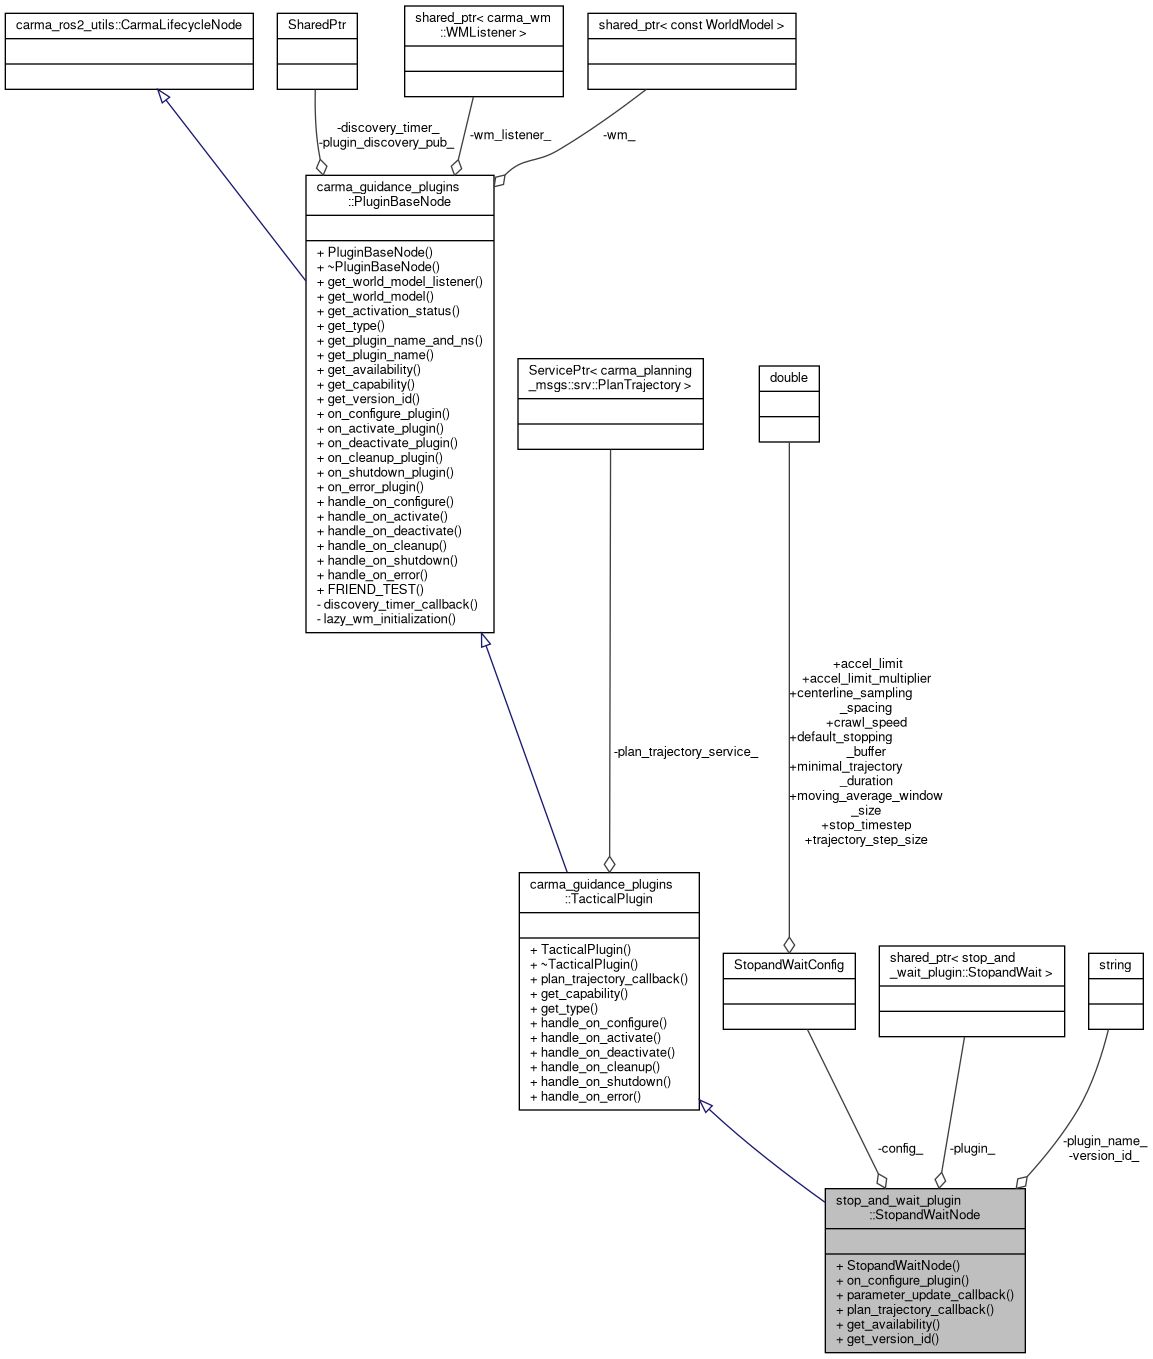 carma_ros2_utils::CarmaLifecycleNode
SharedPtr
shared_ptr< carma_wm
::WMListener >
shared_ptr< const WorldModel >
-discovery_timer_
-plugin_discovery_pub_
-wm_listener_
-wm_
carma_guidance_plugins
::PluginBaseNode
+ PluginBaseNode()
+ ~PluginBaseNode()
+ get_world_model_listener()
+ get_world_model()
+ get_activation_status()
+ get_type()
+ get_plugin_name_and_ns()
+ get_plugin_name()
+ get_availability()
+ get_capability()
+ get_version_id()
+ on_configure_plugin()
+ on_activate_plugin()
+ on_deactivate_plugin()
+ on_cleanup_plugin()
+ on_shutdown_plugin()
+ on_error_plugin()
+ handle_on_configure()
+ handle_on_activate()
+ handle_on_deactivate()
+ handle_on_cleanup()
+ handle_on_shutdown()
+ handle_on_error()
+ FRIEND_TEST()
- discovery_timer_callback()
- lazy_wm_initialization()
ServicePtr< carma_planning
_msgs::srv::PlanTrajectory >
double
-plan_trajectory_service_
+accel_limit
+accel_limit_multiplier
+centerline_sampling
_spacing
+crawl_speed
+default_stopping
_buffer
+minimal_trajectory
_duration
+moving_average_window
_size
+stop_timestep
+trajectory_step_size
carma_guidance_plugins
::TacticalPlugin
+ TacticalPlugin()
+ ~TacticalPlugin()
+ plan_trajectory_callback()
+ get_capability()
+ get_type()
+ handle_on_configure()
+ handle_on_activate()
+ handle_on_deactivate()
+ handle_on_cleanup()
+ handle_on_shutdown()
+ handle_on_error()
StopandWaitConfig
shared_ptr< stop_and
_wait_plugin::StopandWait >
string
-config_
-plugin_
-plugin_name_
-version_id_
stop_and_wait_plugin
::StopandWaitNode
+ StopandWaitNode()
+ on_configure_plugin()
+ parameter_update_callback()
+ plan_trajectory_callback()
+ get_availability()
+ get_version_id()